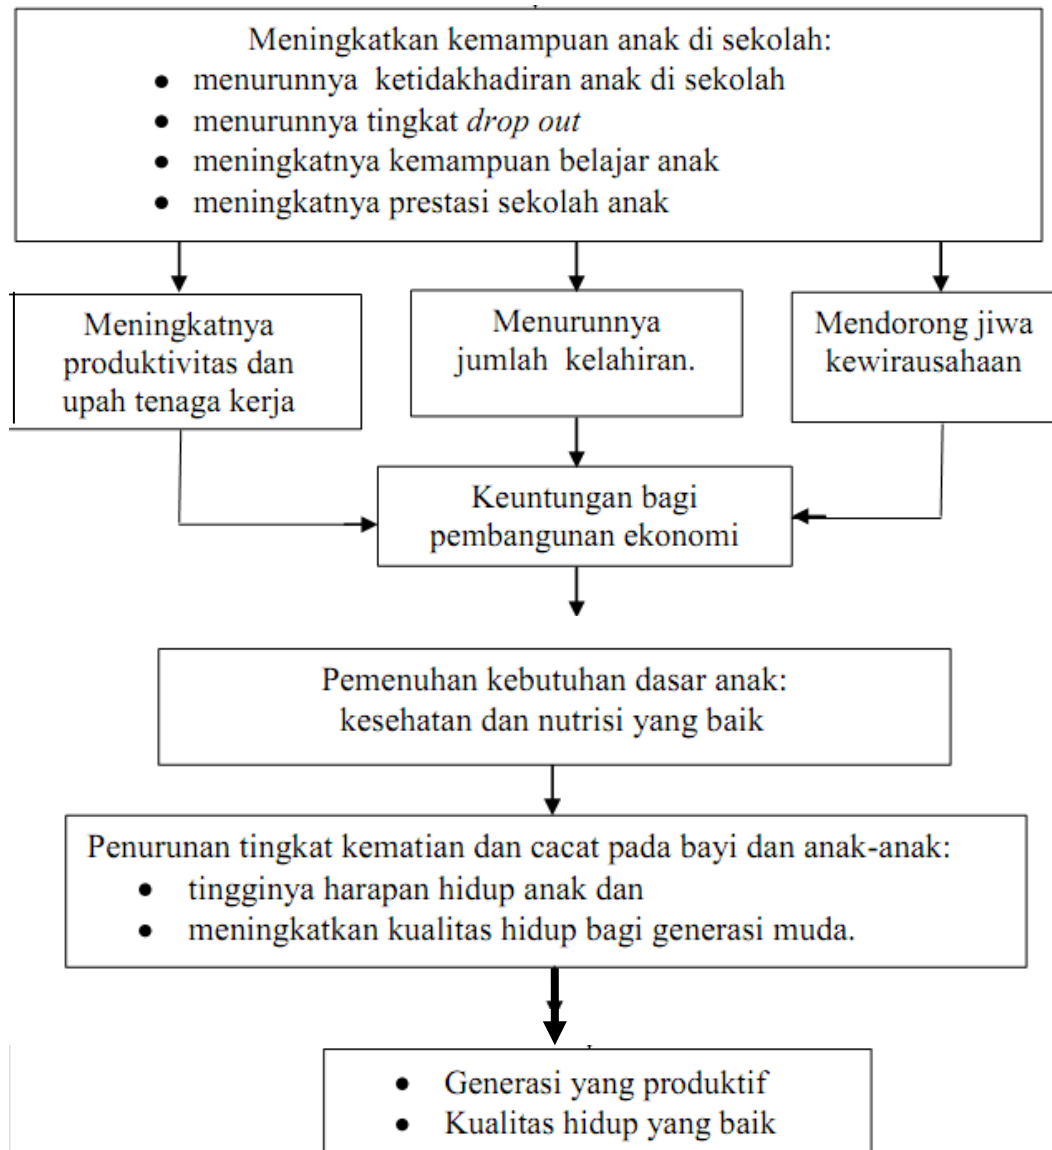 Meningkatkan kemampuan anak di sekolah:
• menurunnya ketidakhadiran anak di sekolah
• menurunnya tingkat drop out
• meningkatnya kemampuan belajar anak
• meningkatnya prestasi sekolah anak
Meningkatnya
produktivitas dan
upah tenaga kerja
Menurunnya
jumlah kelahiran.
Mendorong jiwa
kewirausahaan
Keuntungan bagi
pembangunan ekonomi
Pemenuhan kebutuhan dasar anak:
kesehatan dan nutrisi yang baik
Penurunan tingkat kematian dan cacat pada bayi dan anak-anak:
• tingginya harapan hidup anak dan
• meningkatkan kualitas hidup bagi generasi muda.
• Generasi yang produktif
• Kualitas hidup yang baik